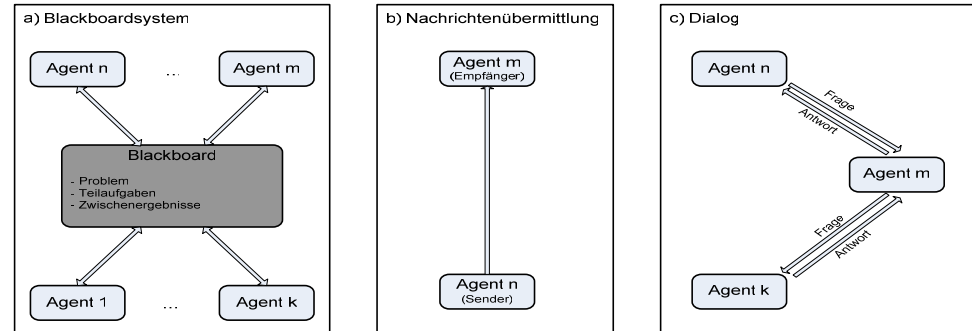 a) Blackboardsystem
Agent n
...
Agent m
Blackboard
- Problem
- Teilaufgaben
- Zwischenergebnisse
Agent 1
...
Agent k
b) Nachrichtenübermittlung
Agent m
(Empfänger)
Agent n
(Sender)
c) Dialog
Agent n
Frage
Antwort
Agent m
Frage
Antwort
Agent k